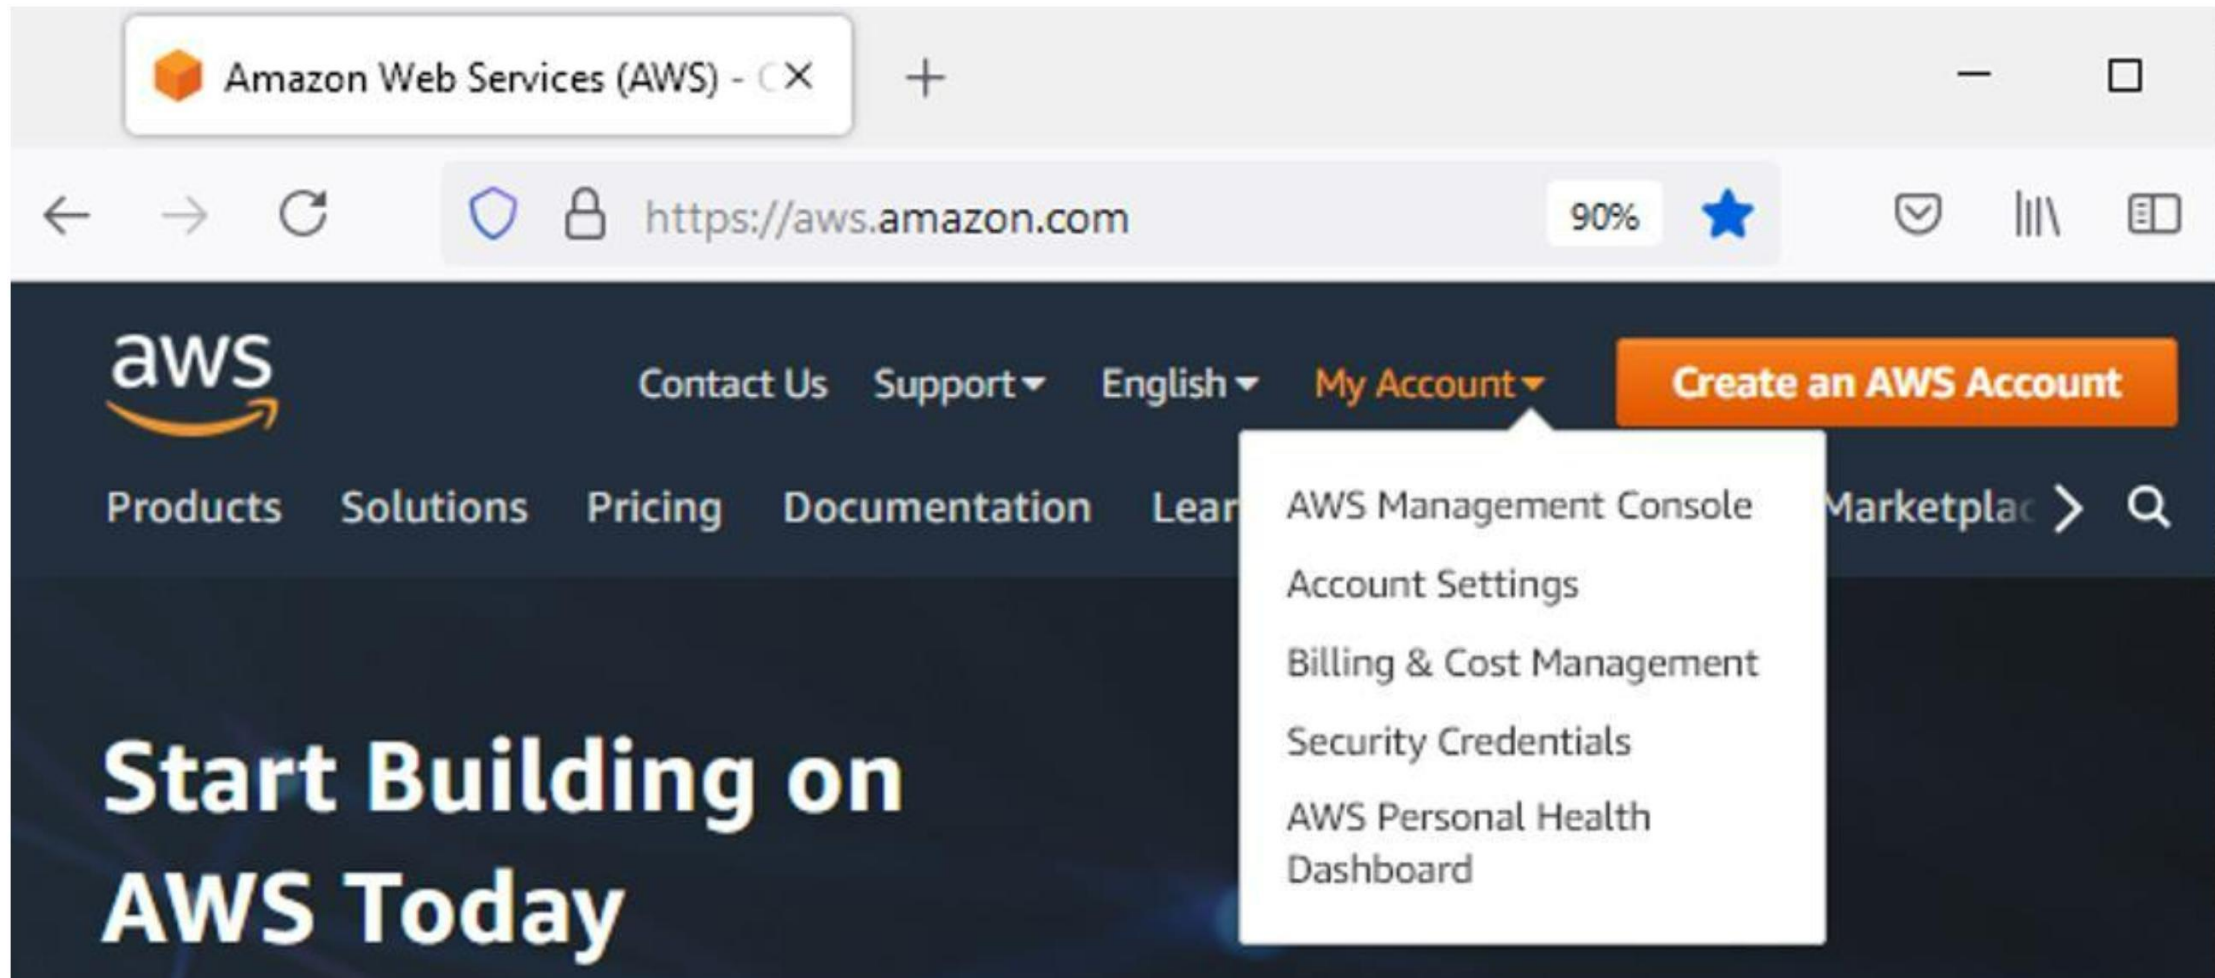 Amazon Web Services (AWS) -
https://aws.amazon.com
90%
aws
Contact Us Support English My Account Create an AWS Account
Products Solutions Pricing Documentation
AWS Management Console
Account Settings
Billing & Cost Management
Security Credentials
AWS Personal Health
Dashboard
Start Building on
AWS Today